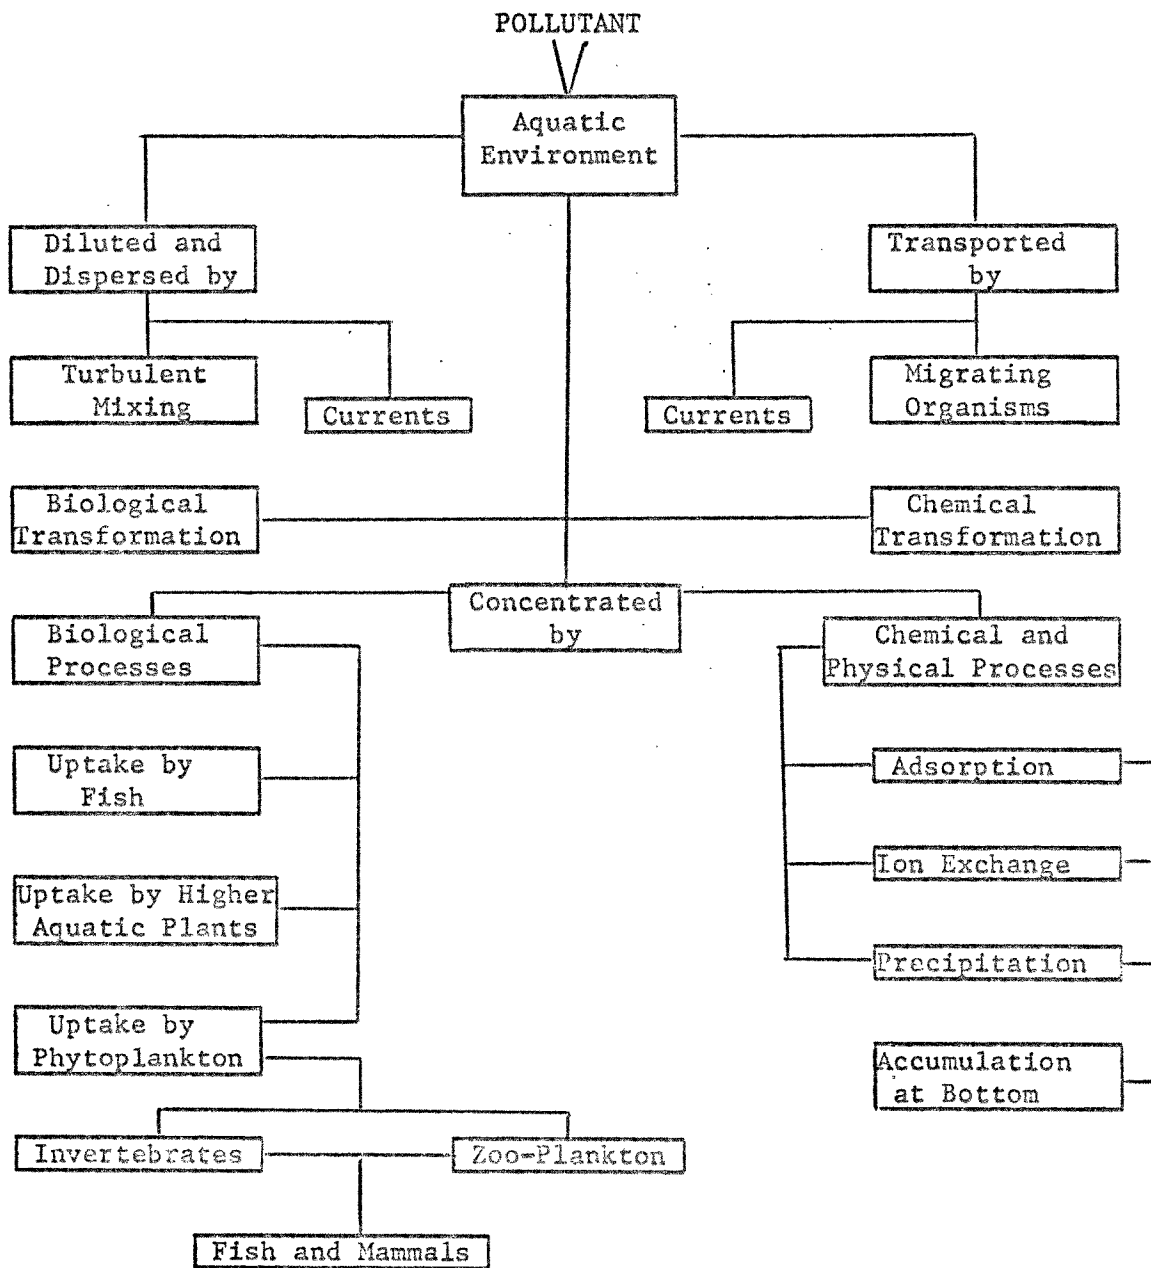 POLLUTANT
Aquatic
Environment
Diluted and
Dispersed by
Transported
by
Turbulent
Mixing
Currents
Currents
Migrating
Organisms
Biological
Transformation
Chemical
Transformation
Concentrated
by
Biological
Processes
Chemical and
Physical Processes
Uptake by
Fish
Adsorption
Uptake by Higher
Aquatic Plants
Ion Exchange
Precipitation
Uptake by
Phytoplankton
Accumulation
at Bottom
Invertebrates
Zoo-Plankton
Fish and Mammals